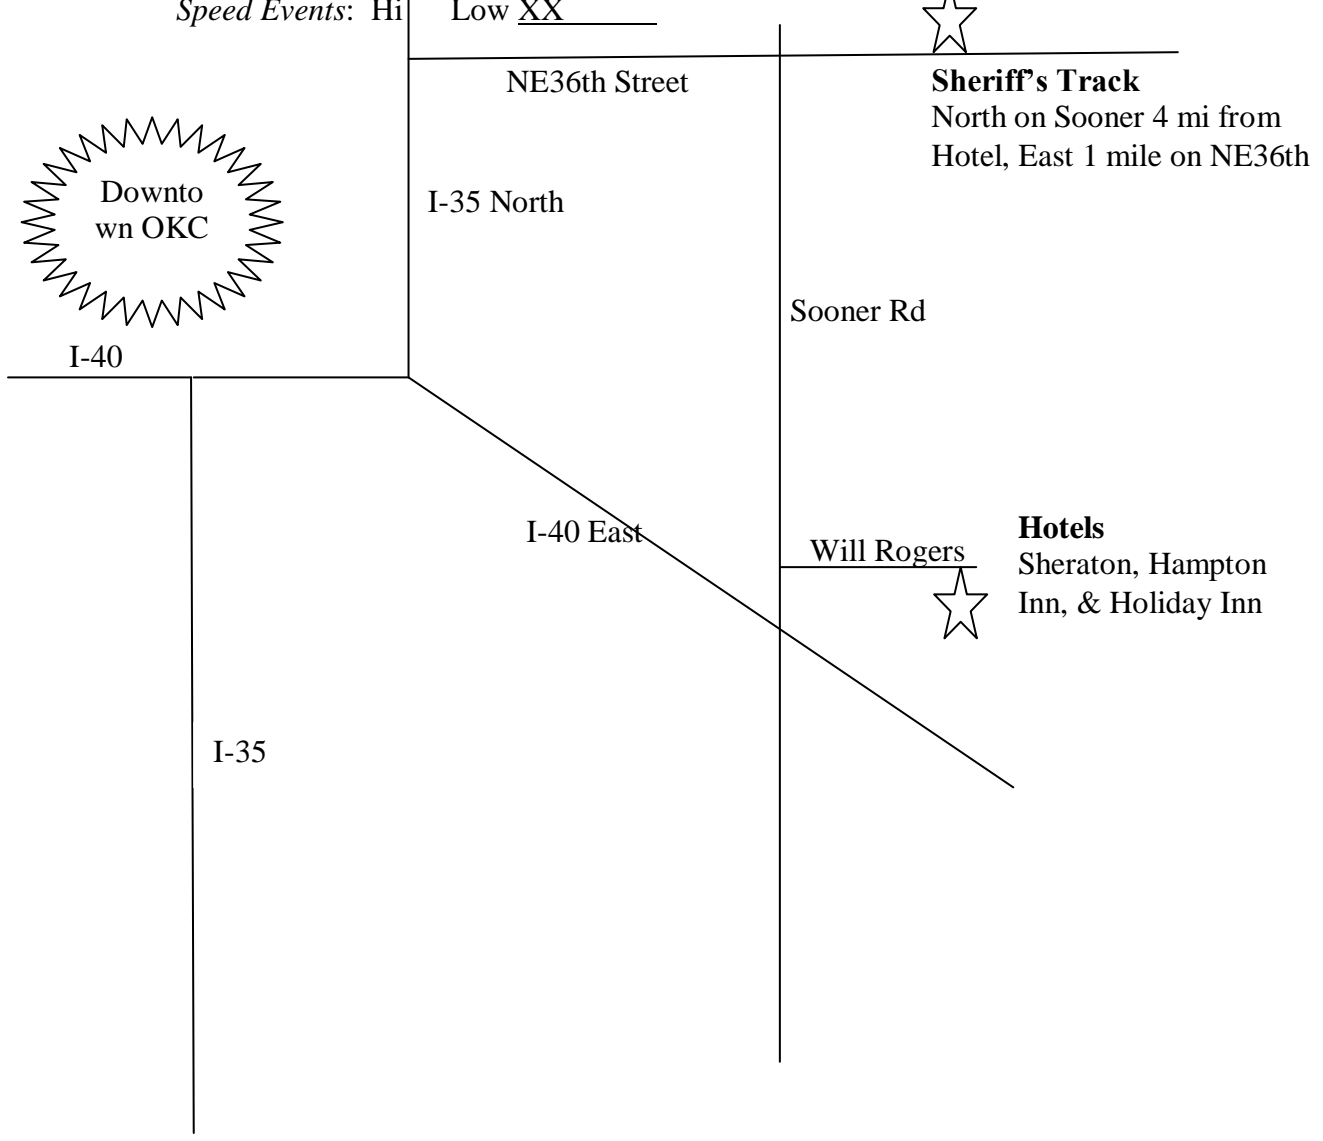 Speed Events: Hi Low XX
NE36th Street
Sheriff's Track
North on Sooner 4 mi from
Hotel, East 1 mile on NE36th
Downto
wn OKC
I-35 North
Sooner Rd
I-40
I-40 East
Will Rogers
Hotels
Sheraton, Hampton
Inn, & Holiday Inn
I-35